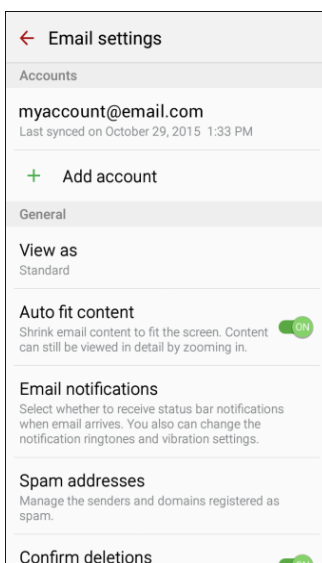 Email settings
Accounts
myaccount@email.com
Last synced on October 29, 2015 1:33 PM
+ Add account
General
View as
Standard
Auto fit content
Shrink email content to fit the screen. Content
can still be viewed in detail by zooming in.
ON
Email notifications
Select whether to receive status bar notifications
when email arrives. You also can change the
notification ringtones and vibration settings.
Spam addresses
Manage the senders and domains registered as
spam.
Confirm deletions